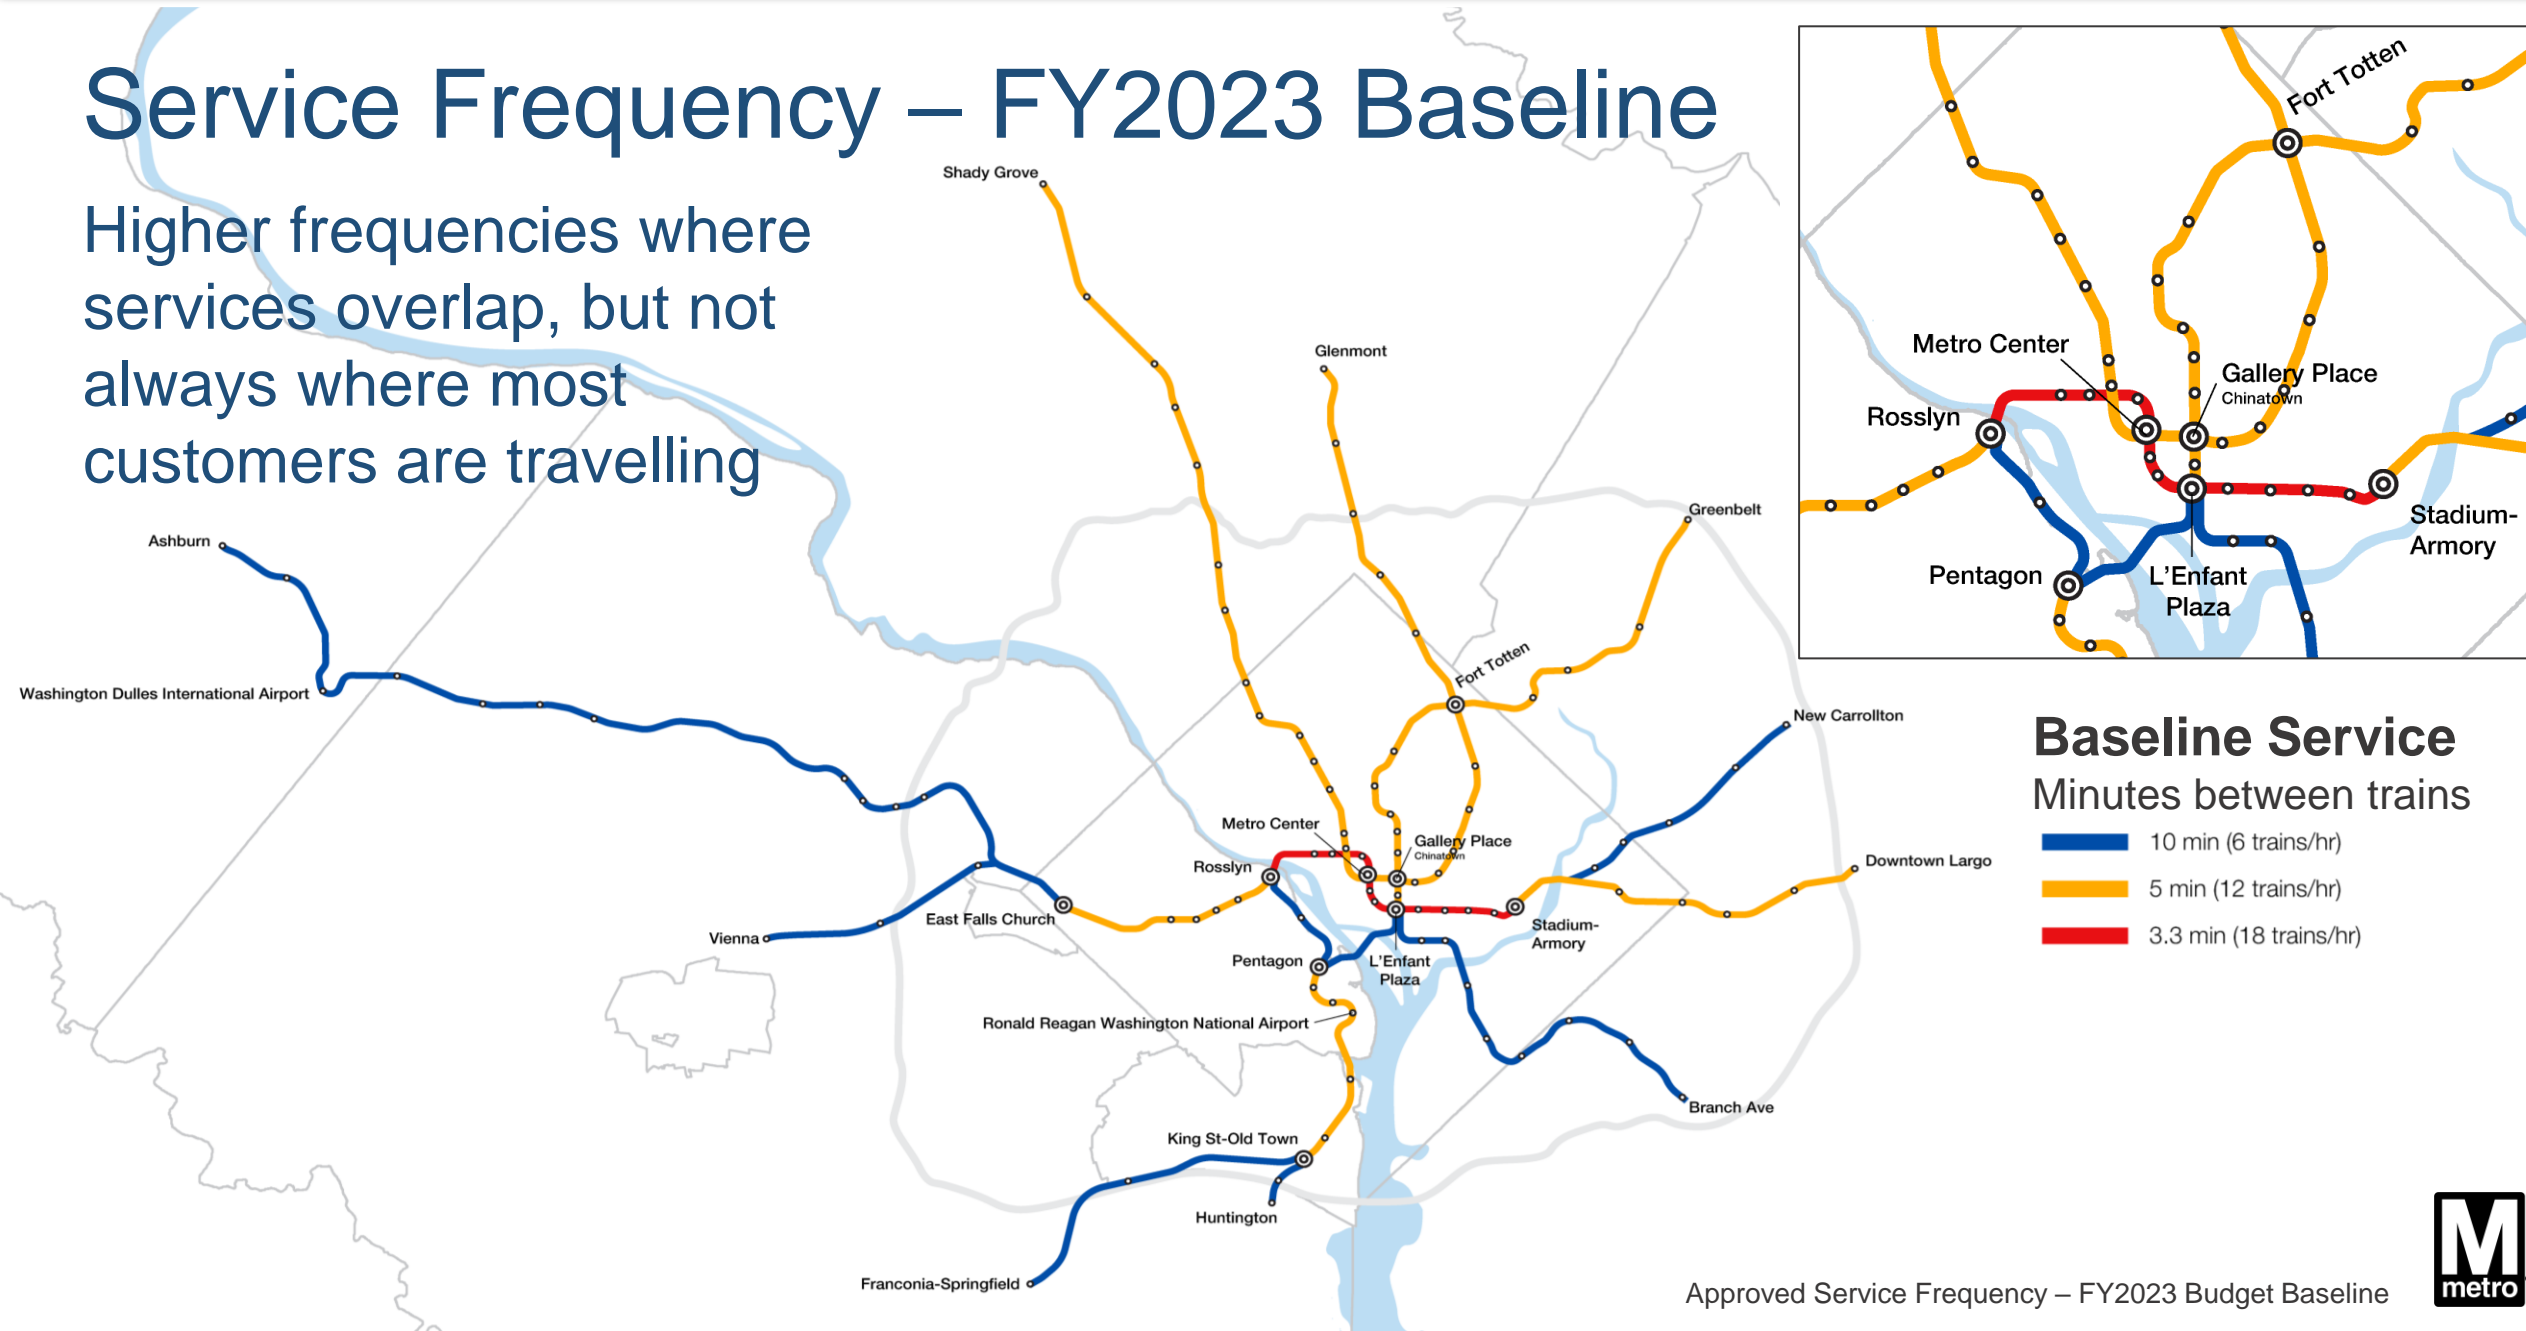 Service Frequency – FY2023 Baseline
Higher frequencies where
services overlap, but not
always where most
customers are travelling
Shady Grove
Glenmont
Greenbelt
Ashburn
Washington Dulles International Airport
Fort Totten
New Carrollton
Metro Center
Gallery Place
Chinatown
Rosslyn
Downtown Largo
East Falls Church
Vienna
Stadium-
Armory
Pentagon
L'Enfant
Plaza
Ronald Reagan Washington National Airport
Branch Ave
King St-Old Town
Huntington
Franconia-Springfield
Fort Totten
Metro Center
Gallery Place
Chinatown
Rosslyn
Stadium-
Armory
Pentagon
L'Enfant
Plaza
Baseline Service
Minutes between trains
10 min (6 trains/hr)
5 min (12 trains/hr)
3.3 min (18 trains/hr)
Approved Service Frequency – FY2023 Budget Baseline
M
metro